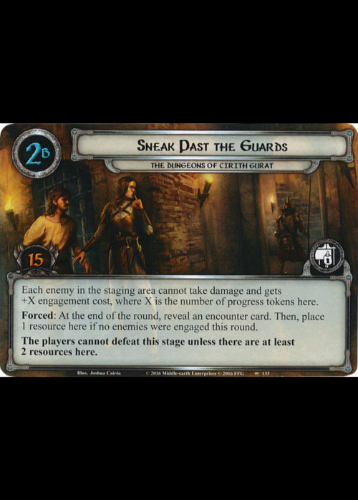 2B
SNEAK PAST THE GUARDS
THE DUNGEONS OF CIRITH GURAT
15
Each enemy in the staging area cannot take damage and gets
+X engagement cost, where X is the number of progress tokens here.
Forced: At the end of the round, reveal an encounter card. Then, place
1 resource here if no enemies were engaged this round.
The players cannot defeat this stage unless there are at least
2 resources here.
Illus. Joshua Cairós © 2016 Middle-earth Enterprises © 2016 FFG 133